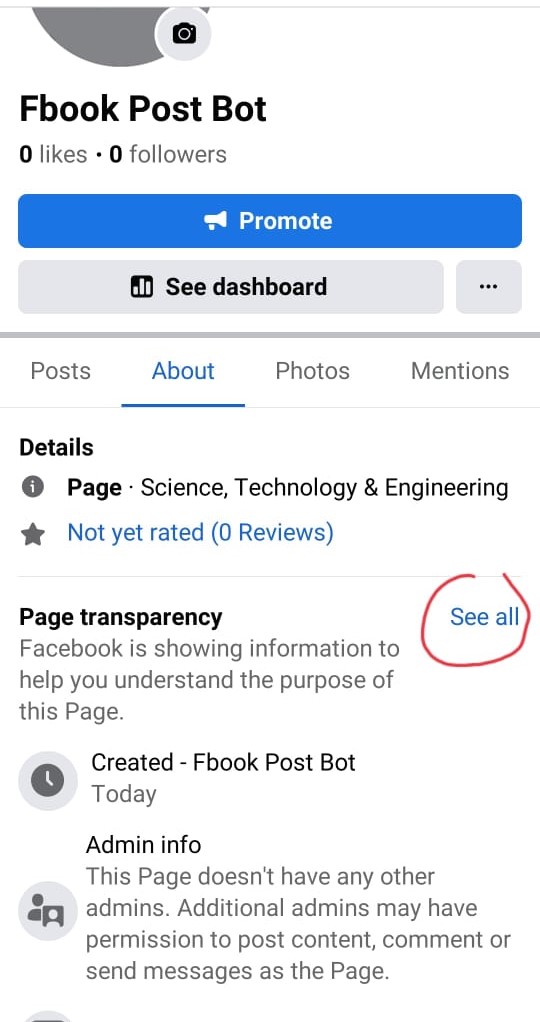 Fbook Post Bot
0 likes • 0 followers
Promote
See dashboard
...
Posts About Photos Mentions
Details
Page · Science, Technology & Engineering
Not yet rated (0 Reviews)
Page transparency See all
Facebook is showing information to
help you understand the purpose of
this Page.
Created - Fbook Post Bot
Today
Admin info
This Page doesn't have any other
admins. Additional admins may have
permission to post content, comment or
send messages as the Page.